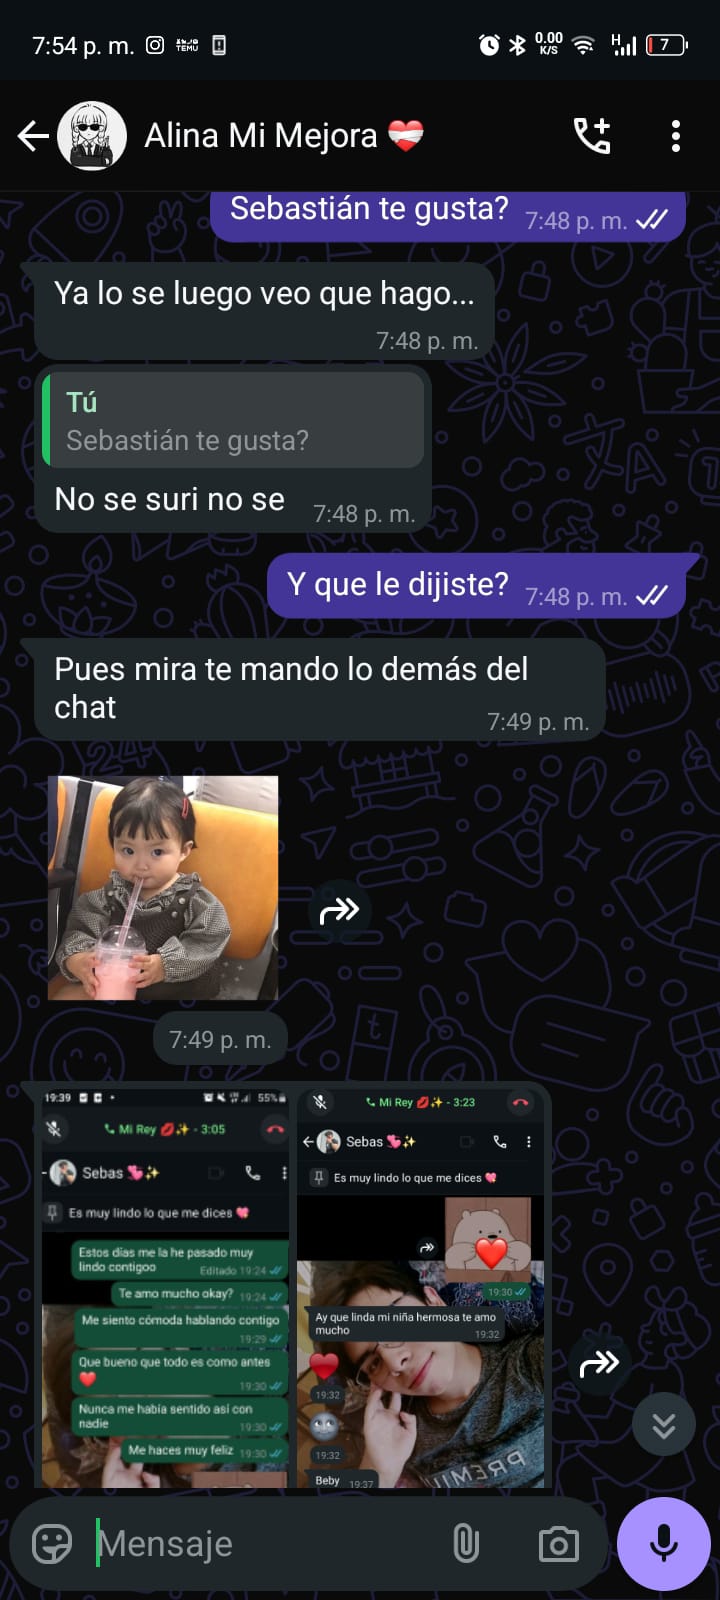 7:54 p. m.
TEMU
0.00
K/S
H
7
Alina Mi Mejora
Sebastián te gusta?
7:48 p. m.
Ya lo se luego veo que hago...
7:48 p. m.
Tú
Sebastián te gusta?
No se suri no se
7:48 p. m.
Y que le dijiste?
7:48 p. m.
Pues mira te mando lo demás del
chat
7:49 p. m.
7:49 p. m.
19:39
55%
Mi Rey 💋✨ - 3:05
Sebas 💘✨
Es muy lindo lo que me dices 💘
Estos días me la he pasado muy
lindo contigoo
Editado 19:24
Te amo mucho okay?
19:24
Me siento cómoda hablando contigo
19:29
Que bueno que todo es como antes
❤️
19:30
Nunca me había sentido así con
nadie
19:30
Me haces muy feliz
19:30
Mi Rey 💋✨ - 3:23
Sebas 💘✨
Es muy lindo lo que me dices 💘
19:30
Ay que linda mi niña hermosa te amo
mucho
19:32
19:32
19:32
Beby
19:37
Mensaje